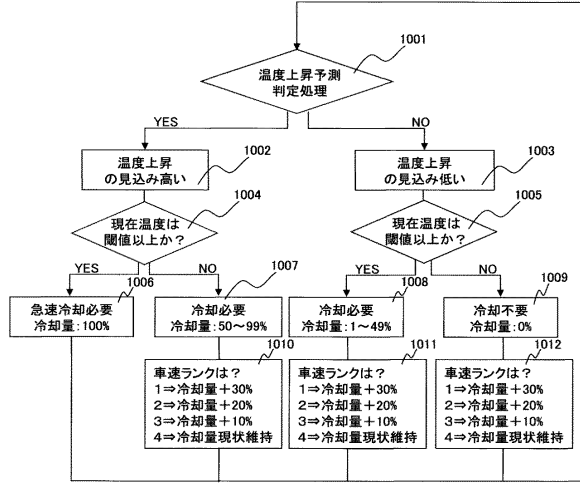 1001
温度上昇予測
判定処理
YES
NO
1002
温度上昇
の見込み高い
1003
温度上昇
の見込み低い
1004
現在温度は
閾値以上か?
1005
現在温度は
閾値以上か?
YES
NO
YES
NO
1006
急速冷却必要
冷却量:100%
1007
冷却必要
冷却量:50~99%
1008
冷却必要
冷却量:1~49%
1009
冷却不要
冷却量:0%
1010
車速ランクは?
1⇒冷却量+30%
2⇒冷却量+20%
3⇒冷却量+10%
4⇒冷却量現状維持
1011
車速ランクは?
1⇒冷却量+30%
2⇒冷却量+20%
3⇒冷却量+10%
4⇒冷却量現状維持
1012
車速ランクは?
1⇒冷却量+30%
2⇒冷却量+20%
3⇒冷却量+10%
4⇒冷却量現状維持